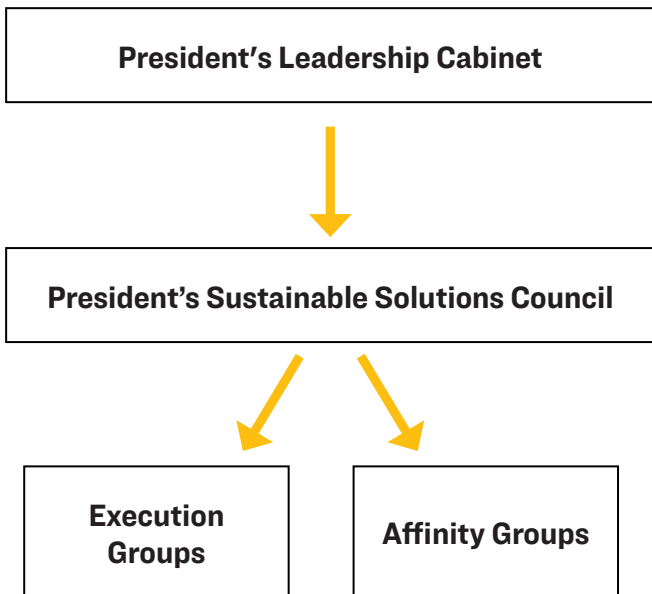 President’s Leadership Cabinet
President’s Sustainable Solutions Council
Execution
Groups
Affinity Groups